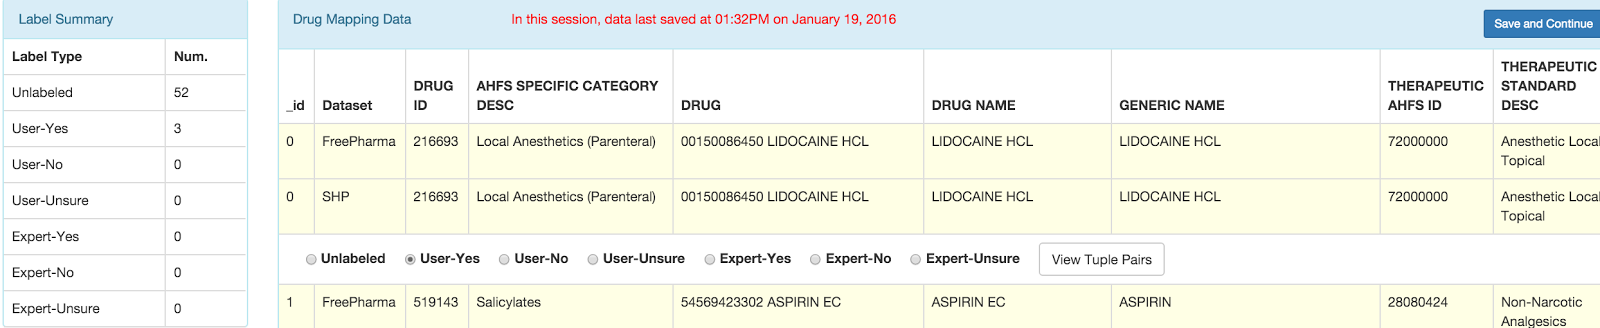 Label Summary
Label Type Num.
Unlabeled 52
User-Yes 3
User-No 0
User-Unsure 0
Expert-Yes 0
Expert-No 0
Expert-Unsure 0
Drug Mapping Data In this session, data last saved at 01:32PM on January 19, 2016 Save and Continue
_id Dataset DRUG ID AHFS SPECIFIC CATEGORY DESC DRUG DRUG NAME GENERIC NAME THERAPEUTIC AHFS ID THERAPEUTIC STANDARD DESC
0 FreePharma 216693 Local Anesthetics (Parenteral) 00150086450 LIDOCAINE HCL LIDOCAINE HCL LIDOCAINE HCL 72000000 Anesthetic Local
Topical
0 SHP 216693 Local Anesthetics (Parenteral) 00150086450 LIDOCAINE HCL LIDOCAINE HCL LIDOCAINE HCL 72000000 Anesthetic Local
Topical
Unlabeled User-Yes User-No User-Unsure Expert-Yes Expert-No Expert-Unsure View Tuple Pairs
1 FreePharma 519143 Salicylates 54569423302 ASPIRIN EC ASPIRIN EC ASPIRIN 28080424 Non-Narcotic
Analgesics